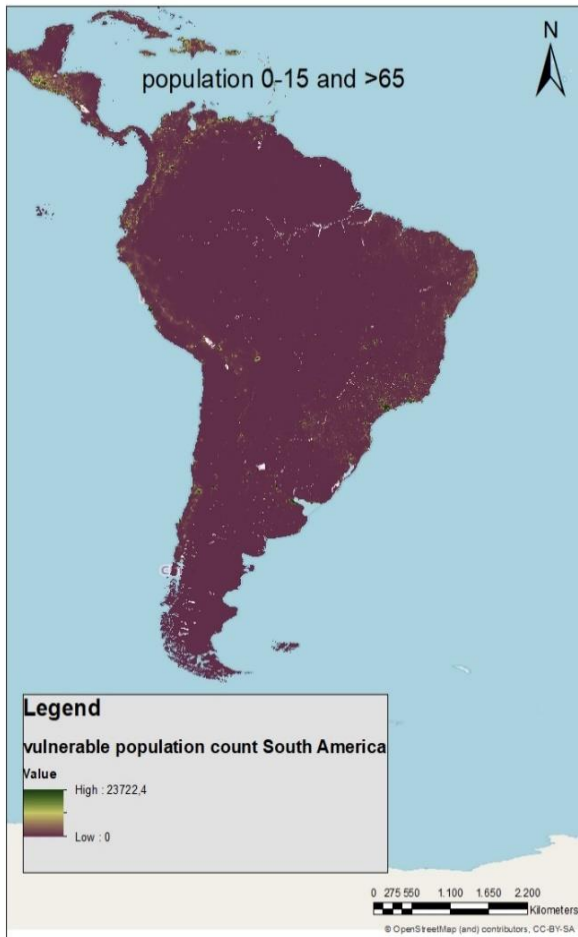 N
population 0-15 and >65
Legend
vulnerable population count South America
Value
High : 23722,4
Low : 0
0 275 550 1.100 1.650 2.200
Kilometers
© OpenStreetMap (and) contributors, CC-BY-SA